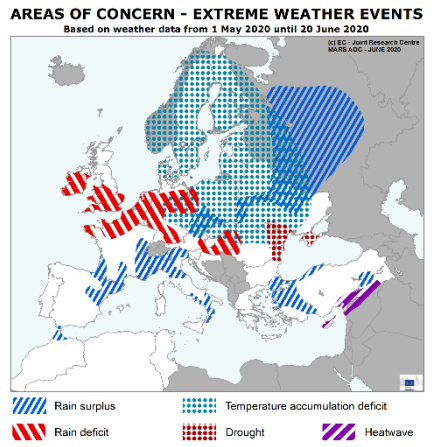 AREAS OF CONCERN - EXTREME WEATHER EVENTS
Based on weather data from 1 May 2020 until 20 June 2020
(c) EC - Joint Research Centre
MARS AGC - JUNE 2020
Rain surplus
Temperature accumulation deficit
Rain deficit
Drought
Heatwave